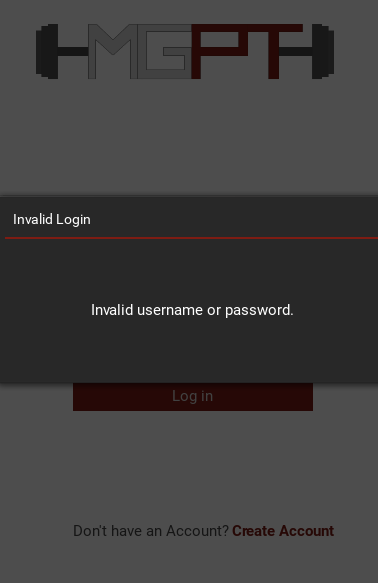 MGPT
Invalid Login
Invalid username or password.
Log in
Don't have an Account? Create Account